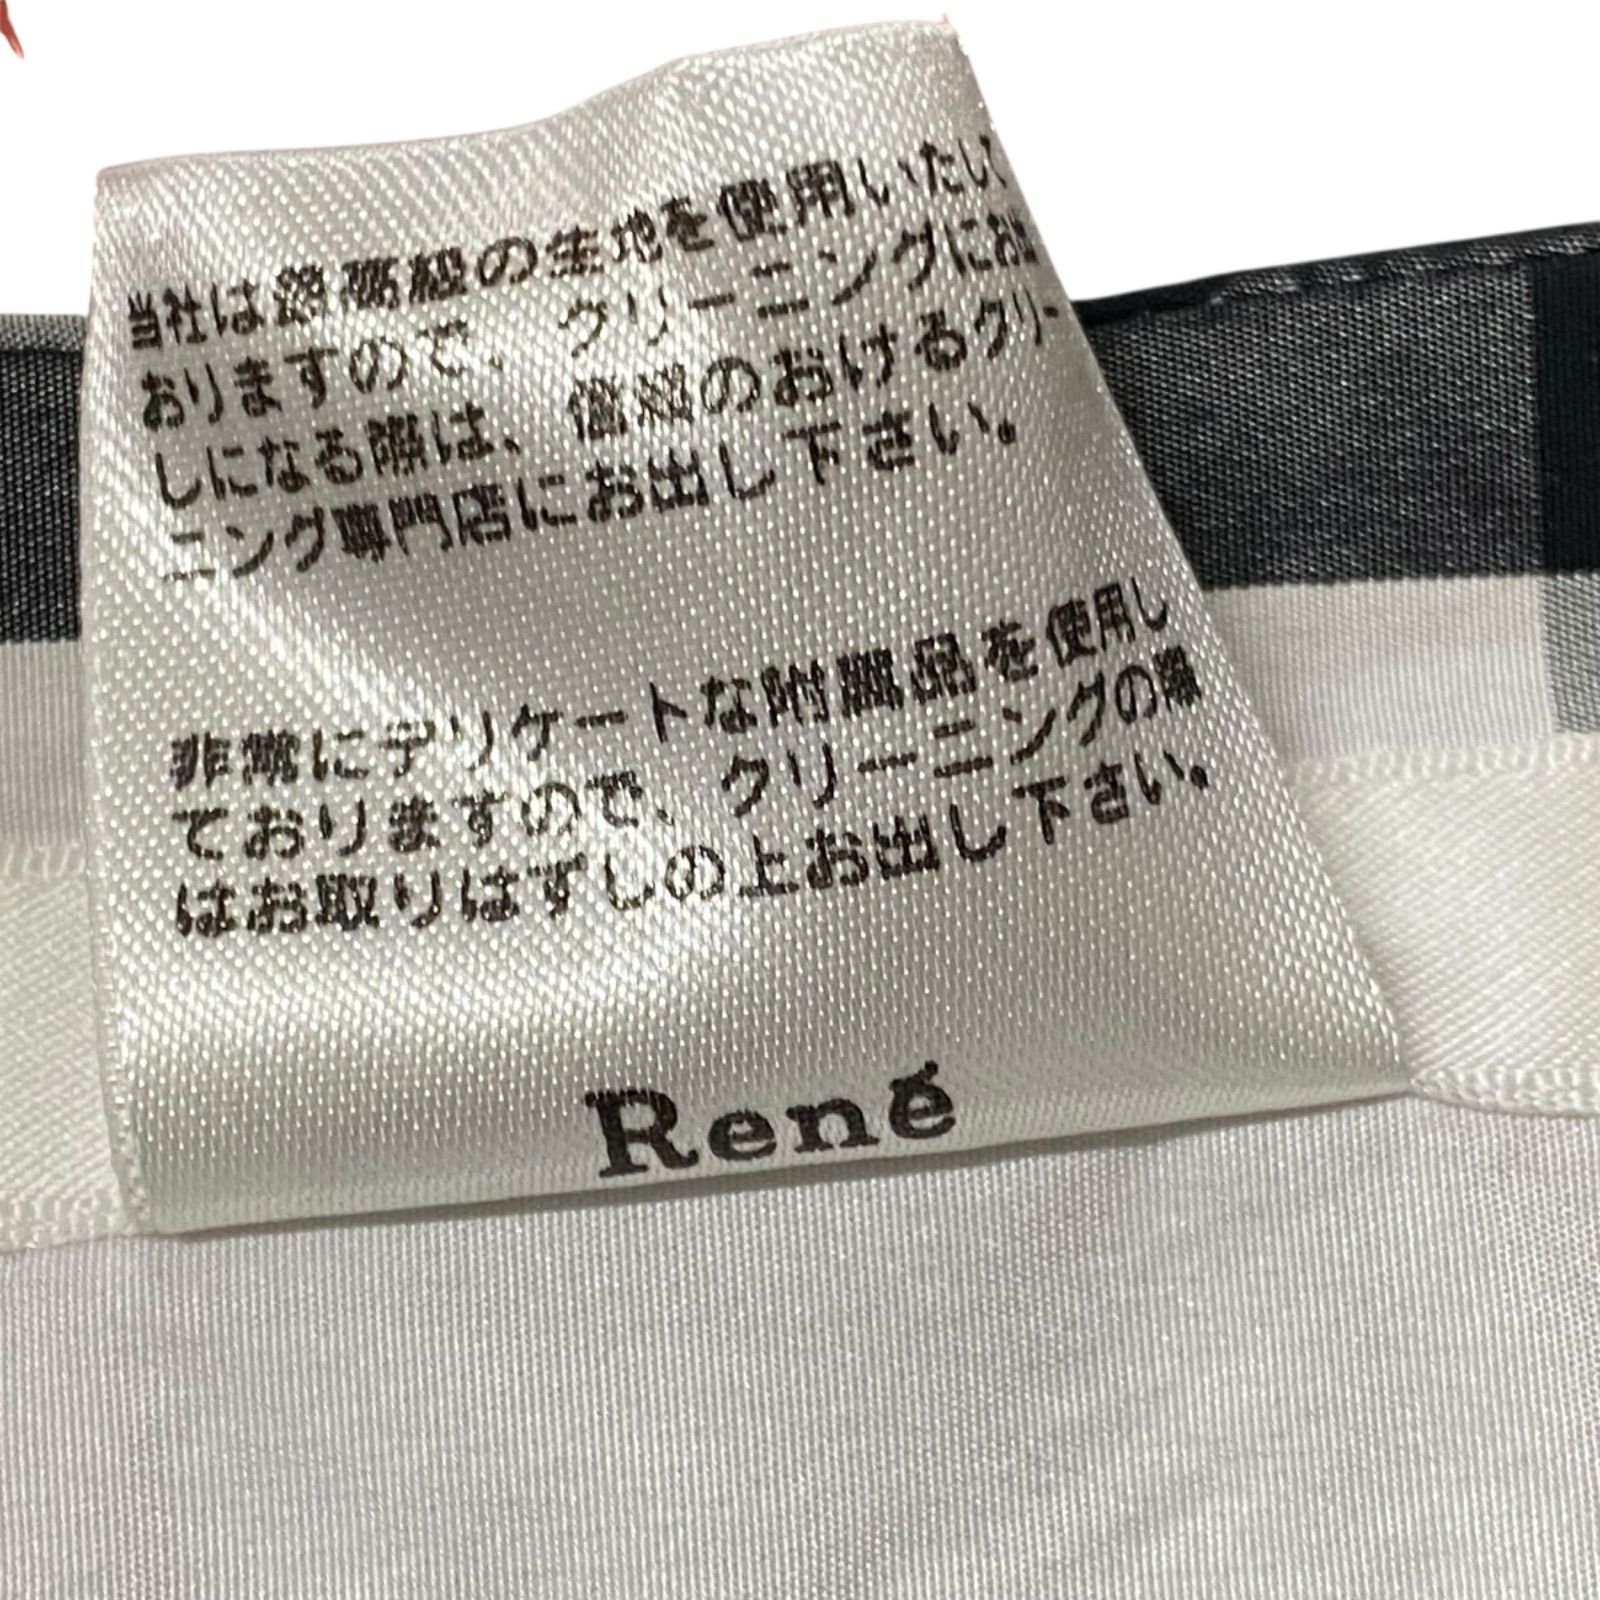 当社は最高級の生地を使用いたし
おりますので、クリーニングにお出
しになる際は、信頼のおけるクリー
ニング専門店にお出し下さい。
非常にデリケートな附属品を使用し
ておりますので、クリーニングの際
はお取りはずしの上お出し下さい。
René